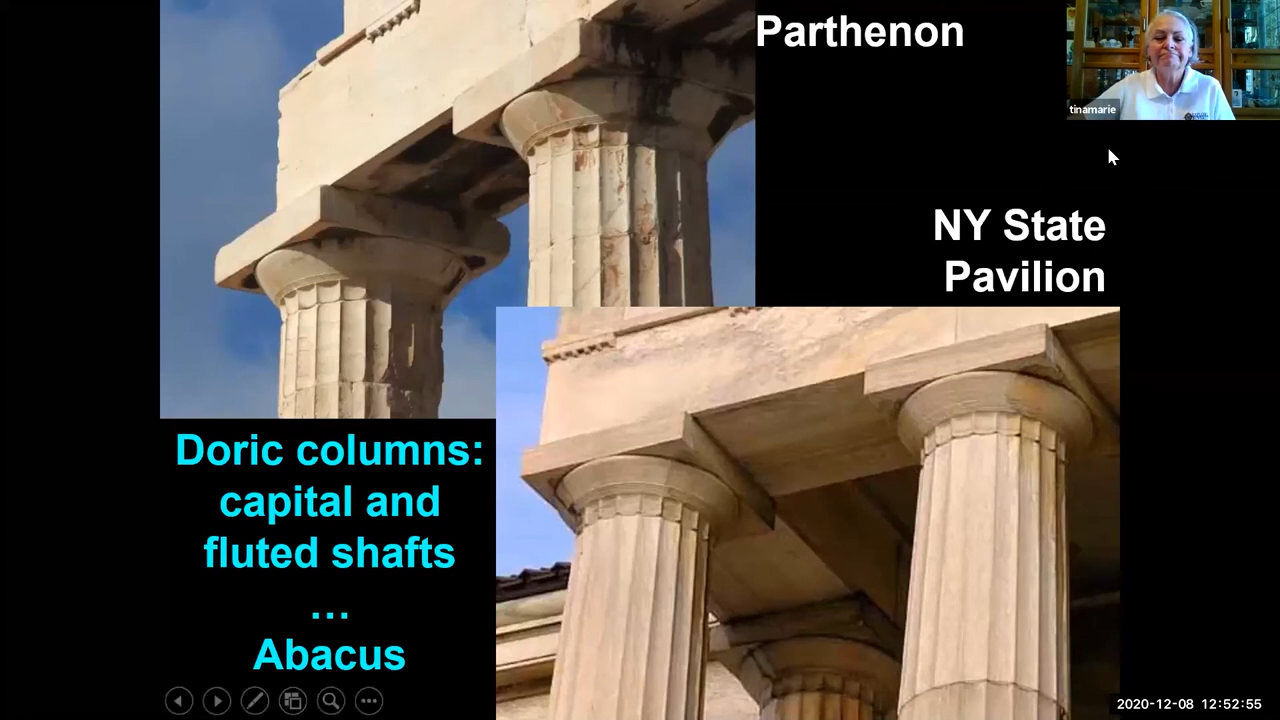 Parthenon
tinamarie
NY State
Pavilion
Doric columns:
capital and
fluted shafts
...
Abacus
2020-12-08 12:52:55